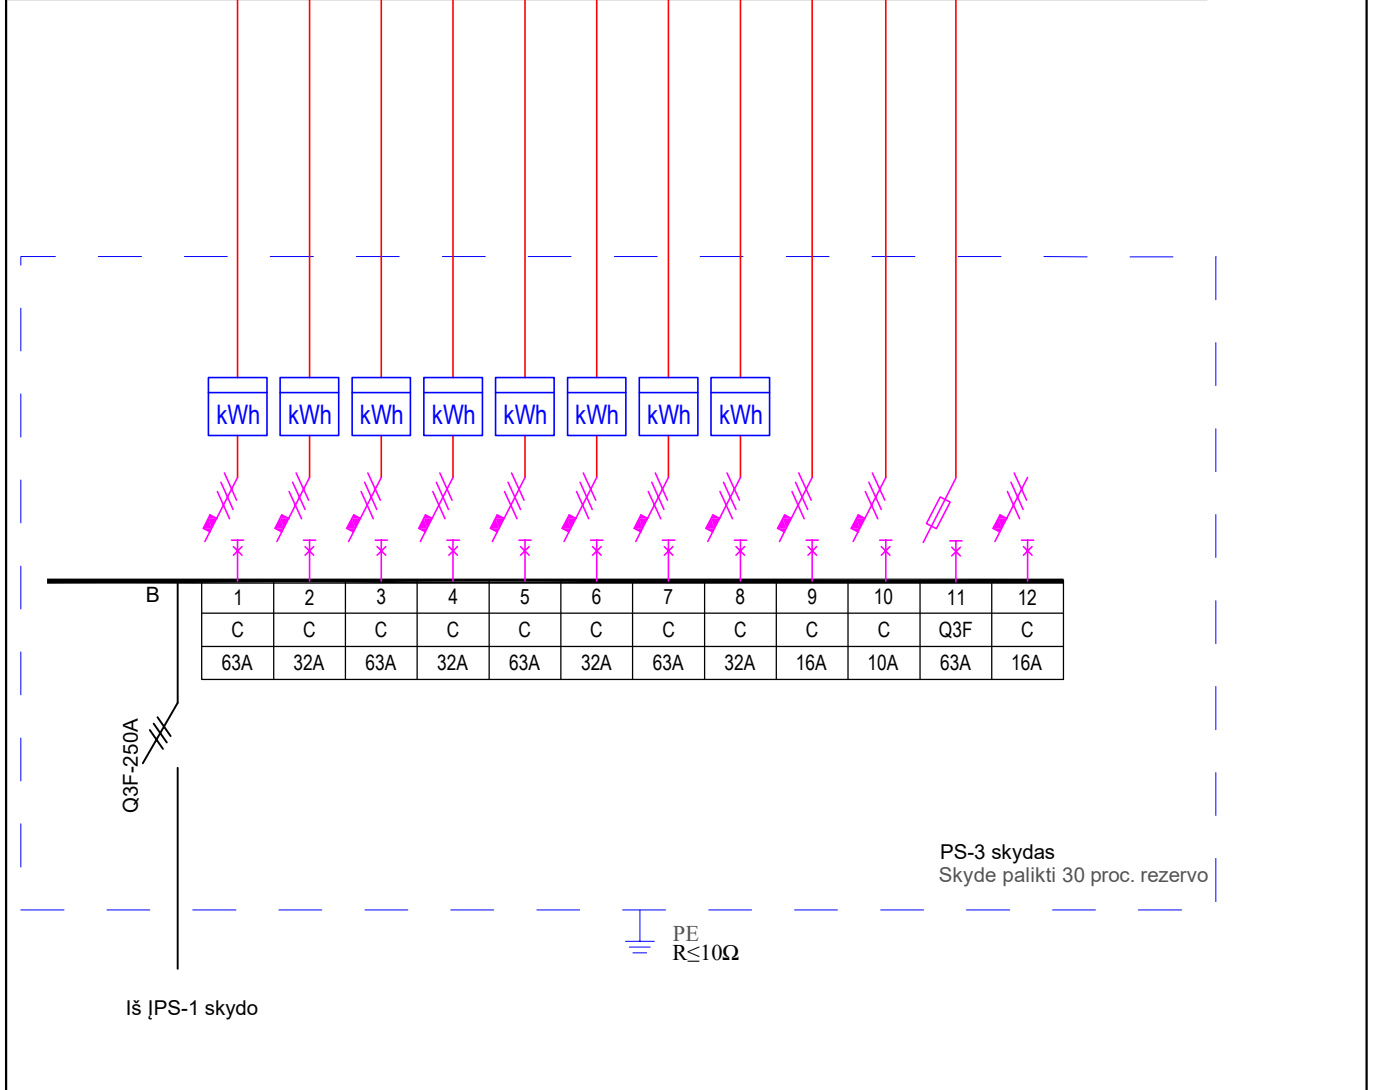 kWh kWh kWh kWh kWh kWh kWh kWh
B 1 2 3 4 5 6 7 8 9 10 11 12
C C C C C C C C C C Q3F C
63A 32A 63A 32A 63A 32A 63A 32A 16A 10A 63A 16A
Q3F-250A
PS-3 skydas
Skyde palikti 30 proc. rezervo
PE
R≤10Ω
Iš ĮPS-1 skydo